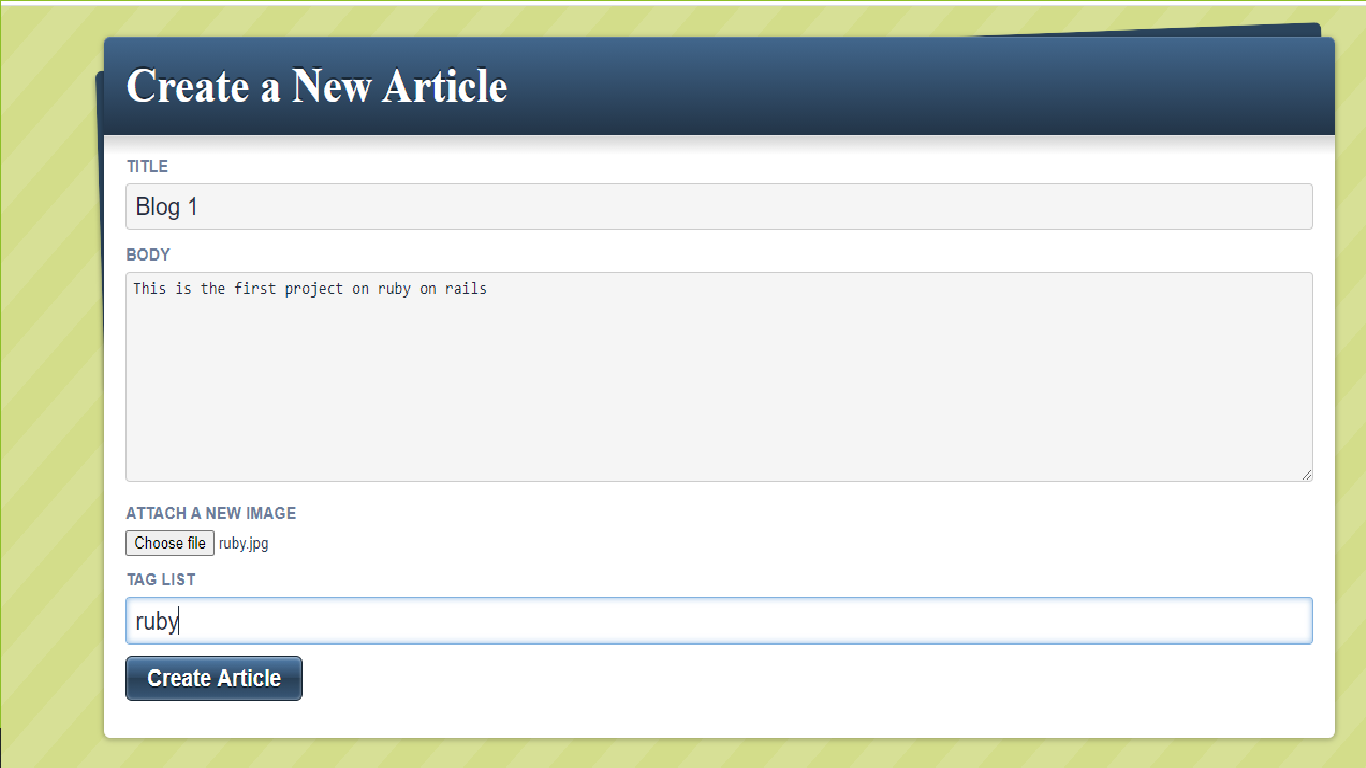 Create a New Article
TITLE
Blog 1
BODY
This is the first project on ruby on rails
ATTACH A NEW IMAGE
Choose file ruby.jpg
TAG LIST
ruby
Create Article